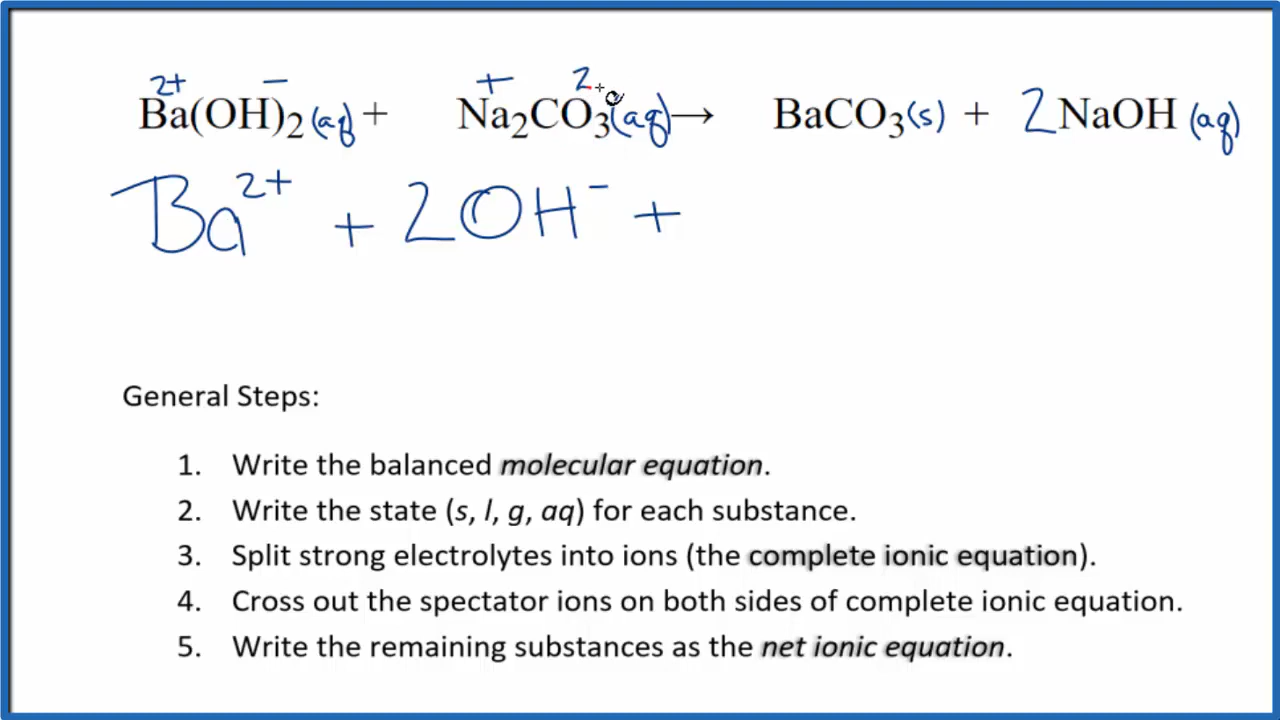 2+ − + 2
Ba(OH)₂(aq) + Na₂CO₃(aq) → BaCO₃(s) + 2NaOH(aq)
Ba²⁺ + 2OH⁻ +
General Steps:
1. Write the balanced molecular equation.
2. Write the state (s, l, g, aq) for each substance.
3. Split strong electrolytes into ions (the complete ionic equation).
4. Cross out the spectator ions on both sides of complete ionic equation.
5. Write the remaining substances as the net ionic equation.